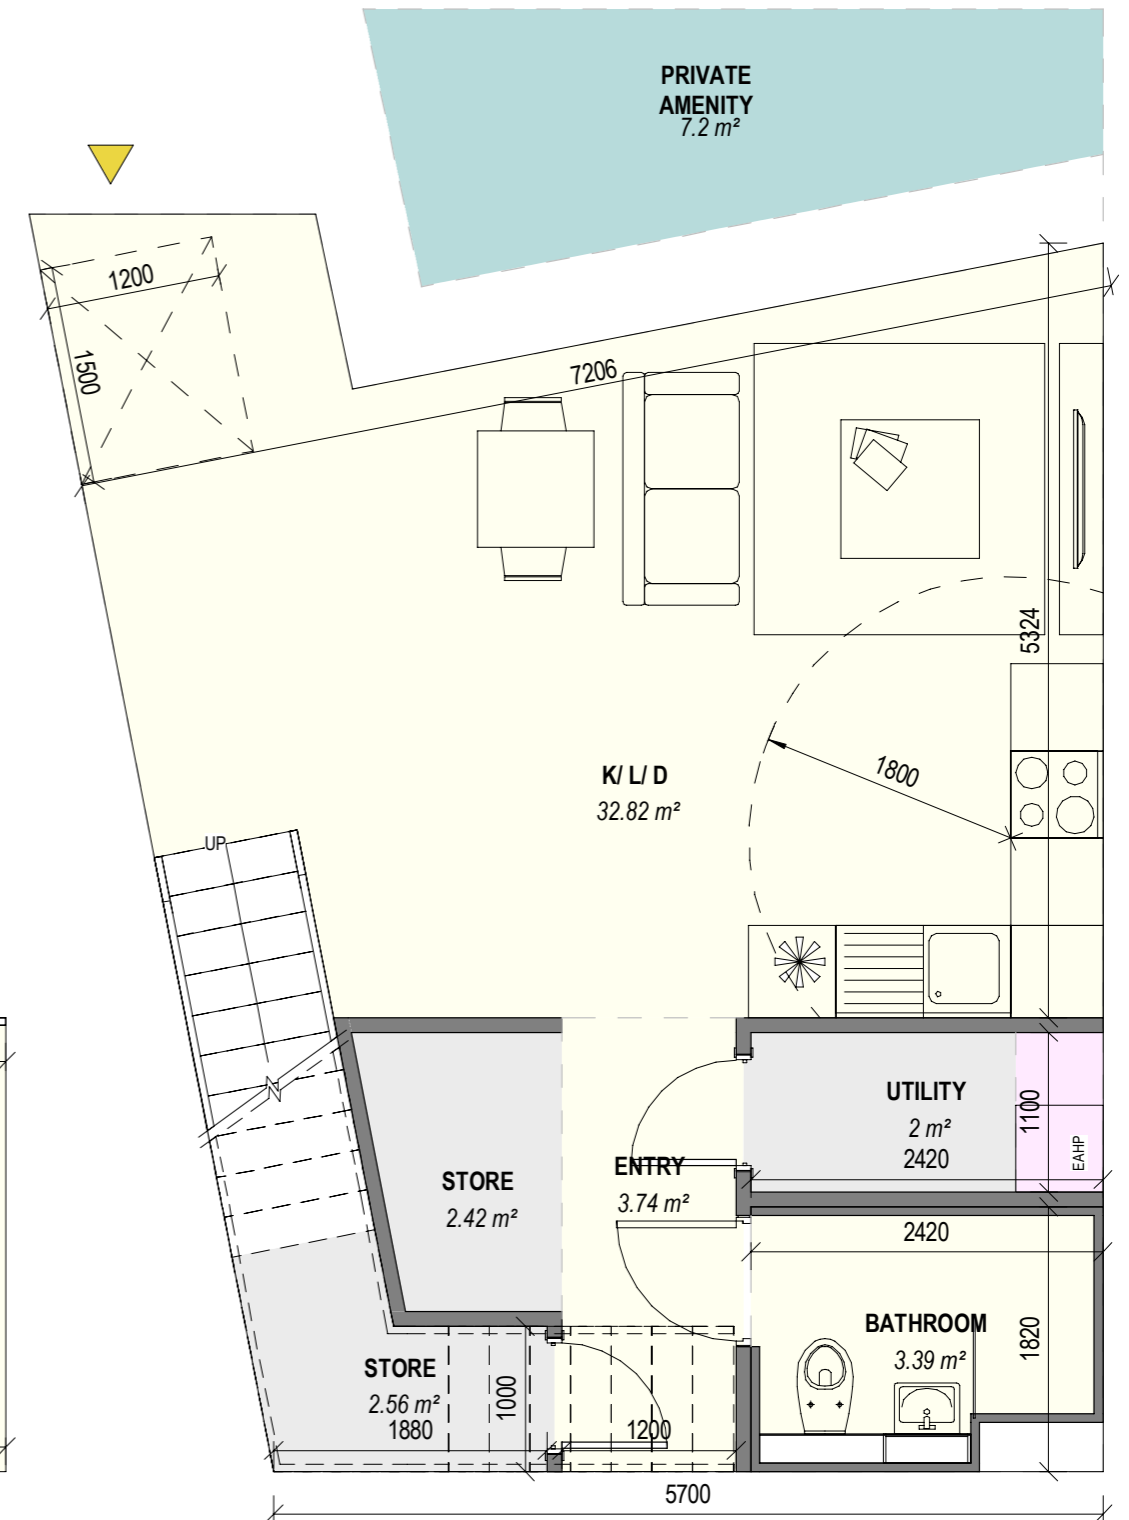 PRIVATE
AMENITY
7.2 m²
1200
1500
7206
5324
K/ L/ D
32.82 m²
1800
UP
UTILITY
2 m²
2420
1100
EAHP
STORE
2.42 m²
ENTRY
3.74 m²
2420
BATHROOM
3.39 m²
1820
STORE
2.56 m²
1880
1000
1200
5700